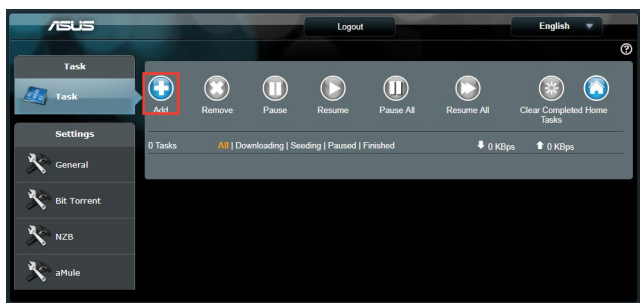 ASUS
Logout
English
?
Task
Task
Add
Remove
Pause
Resume
Pause All
Resume All
Clear Completed
Tasks
Home
0 Tasks
All | Downloading | Seeding | Paused | Finished
0 KBps
0 KBps
Settings
General
Bit Torrent
NZB
aMule